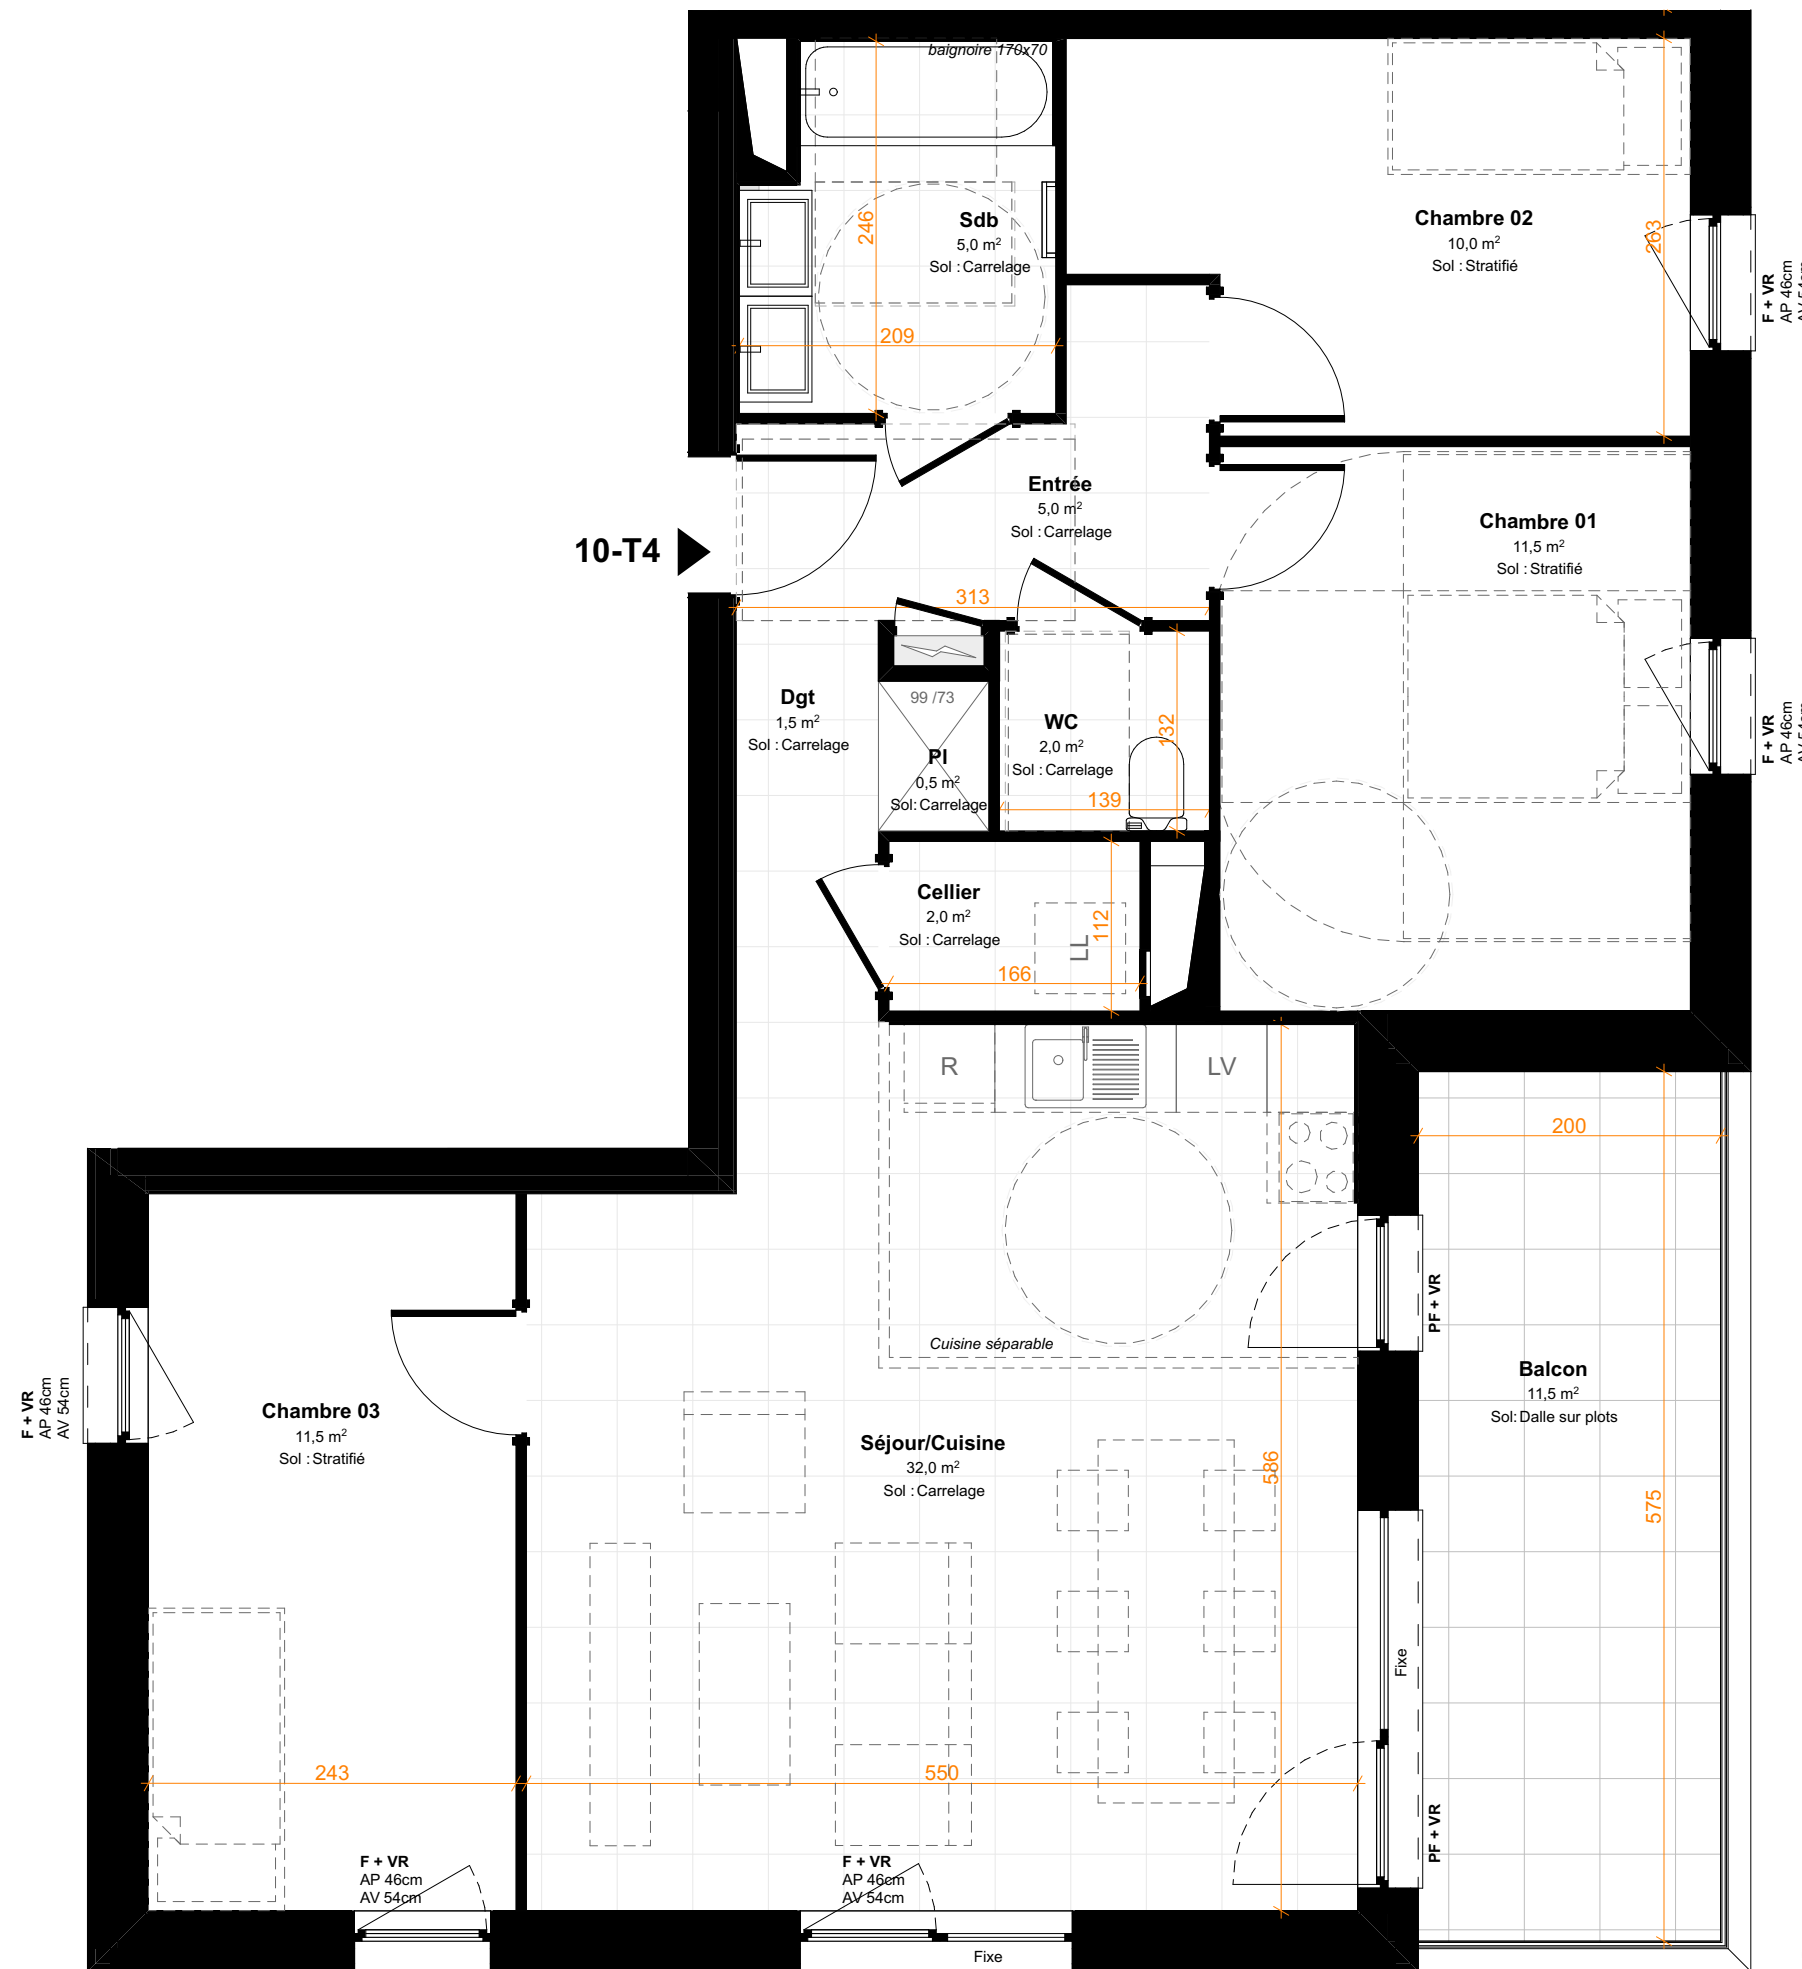 baignoire 170x70
Sdb
5,0 m²
Sol : Carrelage
246
209
Chambre 02
10,0 m²
Sol : Stratifié
263
F + VR
AP 46cm
AV 54cm
Entrée
5,0 m²
Sol : Carrelage
10-T4
313
Chambre 01
11,5 m²
Sol : Stratifié
F + VR
AP 46cm
AV 54cm
Dgt
1,5 m²
Sol : Carrelage
99 /73
Pl
0,5 m²
Sol: Carrelage
WC
2,0 m²
Sol : Carrelage
132
139
Cellier
2,0 m²
Sol : Carrelage
LL
112
166
R
LV
200
Cuisine séparable
PF + VR
Balcon
11,5 m²
Sol: Dalle sur plots
575
F + VR
AP 46cm
AV 54cm
Chambre 03
11,5 m²
Sol : Stratifié
Séjour/Cuisine
32,0 m²
Sol : Carrelage
586
Fixe
243
550
PF + VR
F + VR
AP 46cm
AV 54cm
F + VR
AP 46cm
AV 54cm
Fixe